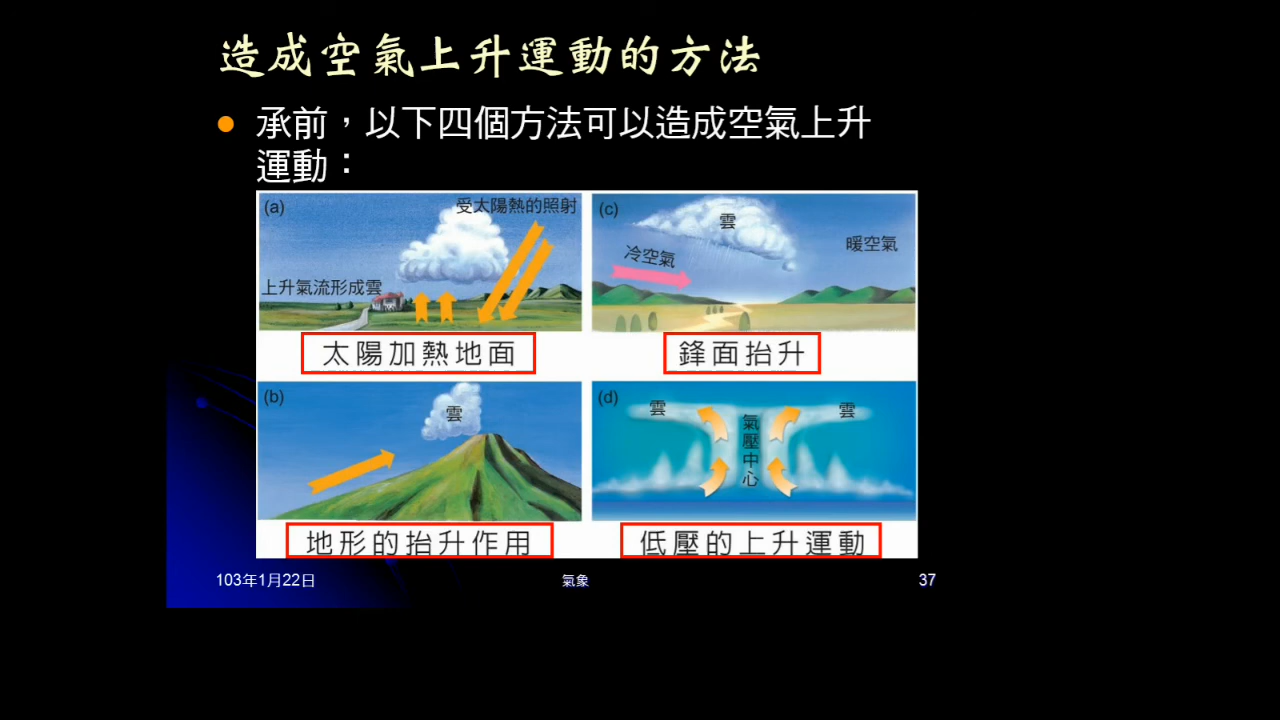 造成空氣上升運動的方法
承前，以下四個方法可以造成空氣上升
運動：
(a)
受太陽熱的照射
上升氣流形成雲
太陽加熱地面
(c)
雲
冷空氣
暖空氣
鋒面抬升
(b)
雲
地形的抬升作用
(d)
雲
氣壓中心
雲
低壓的上升運動
103年1月22日
氣象
37